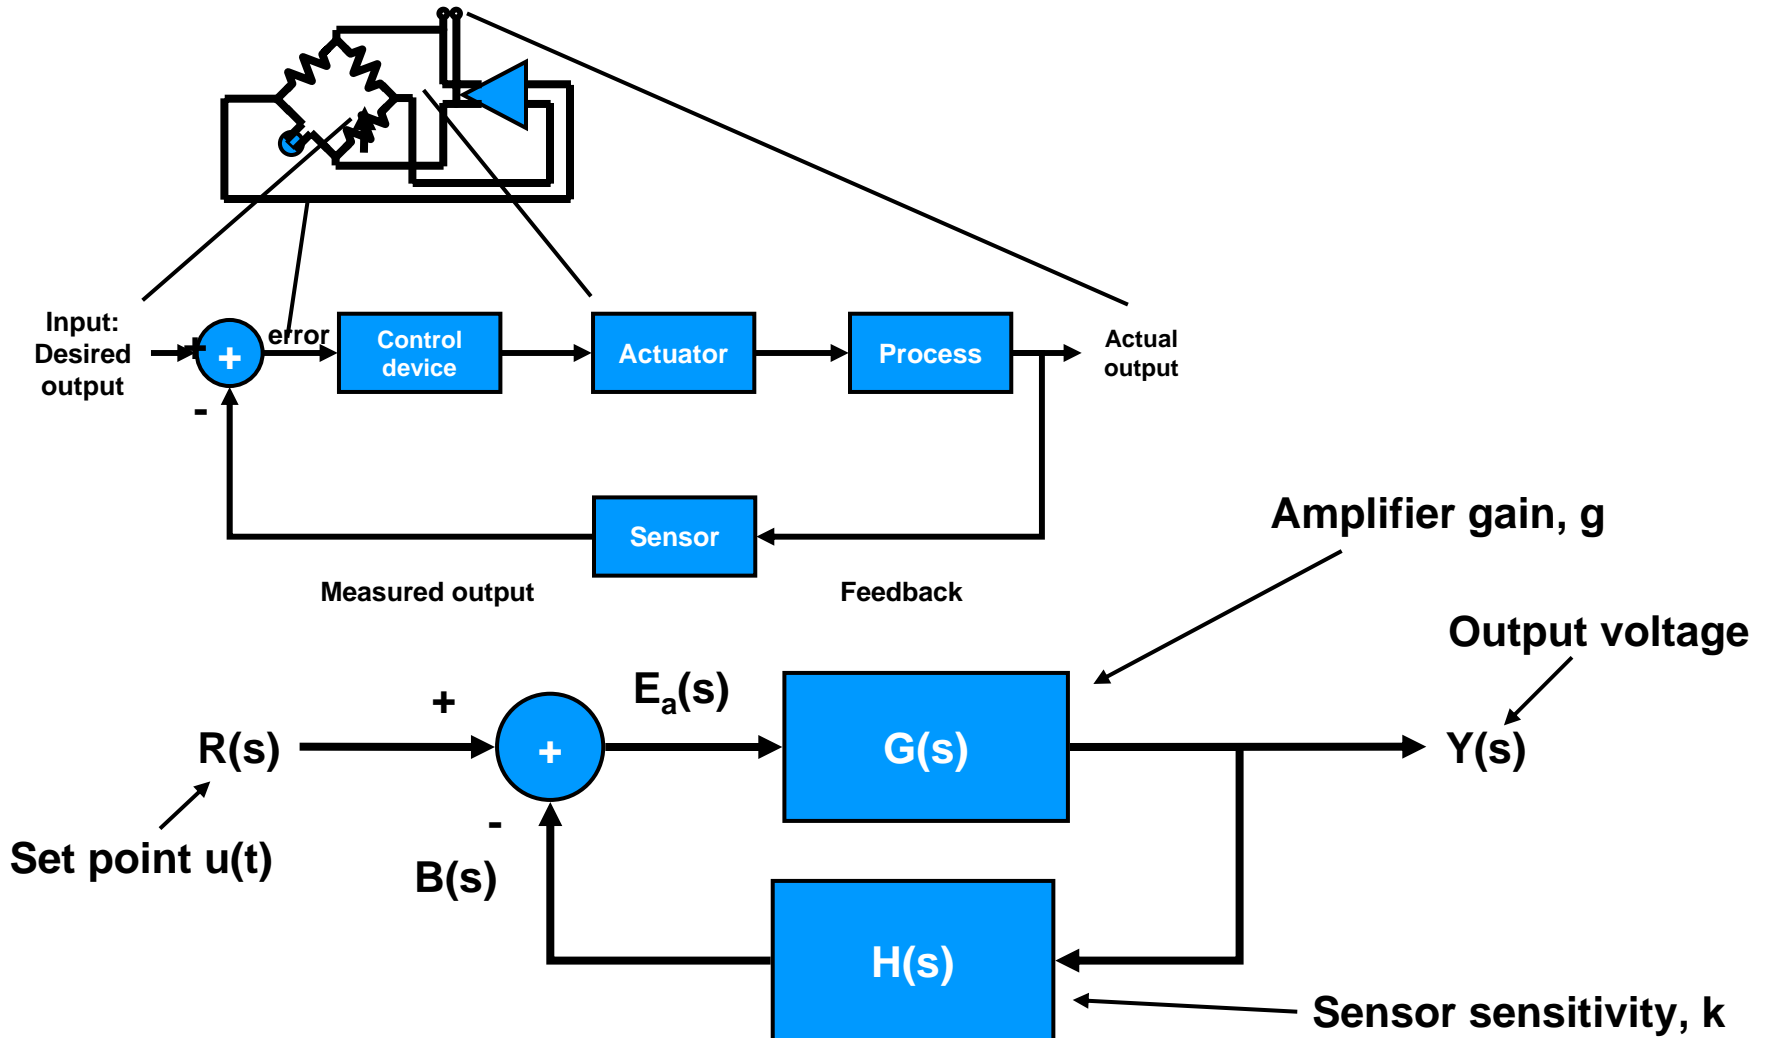 Input:
Desired
output
+
+
-
error
Control
device
Actuator
Process
Actual
output
Sensor
Measured output
Feedback
Amplifier gain, g
Output voltage
+
Ea(s)
R(s)
+
G(s)
Y(s)
-
Set point u(t)
B(s)
H(s)
Sensor sensitivity, k